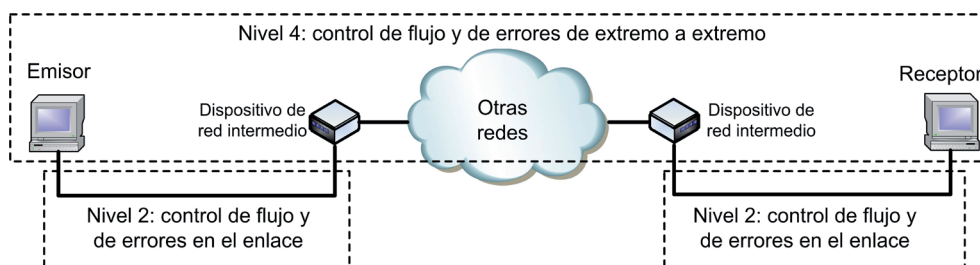 Nivel 4: control de flujo y de errores de extremo a extremo
Emisor
Receptor
Dispositivo de
red intermedio
Otras
redes
Dispositivo de
red intermedio
Nivel 2: control de flujo y
de errores en el enlace
Nivel 2: control de flujo y
de errores en el enlace